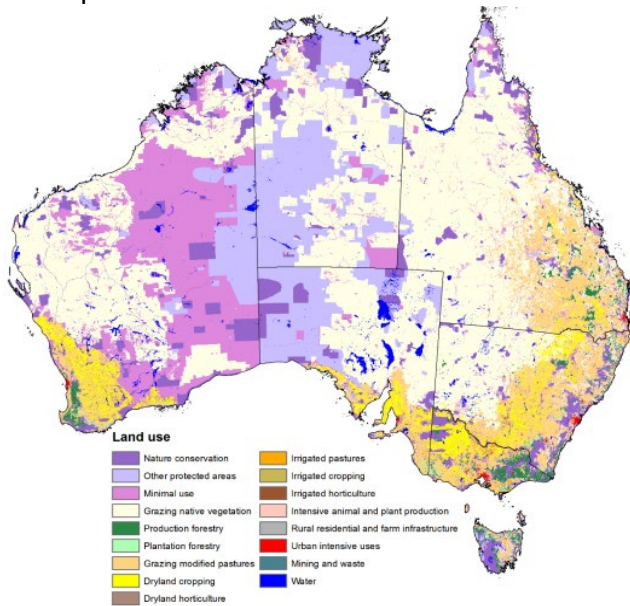 Land use
Nature conservation
Other protected areas
Minimal use
Grazing native vegetation
Production forestry
Plantation forestry
Grazing modified pastures
Dryland cropping
Dryland horticulture
Irrigated pastures
Irrigated cropping
Irrigated horticulture
Intensive animal and plant production
Rural residential and farm infrastructure
Urban intensive uses
Mining and waste
Water